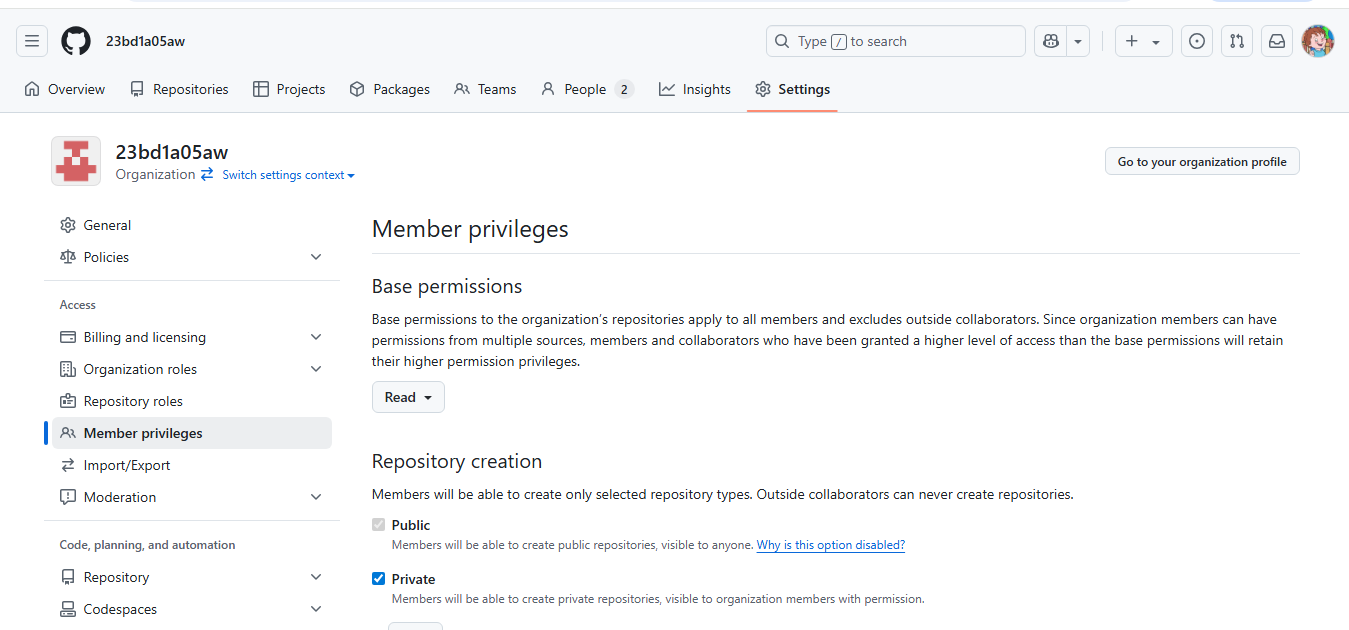 23bd1a05aw
Type / to search
Overview
Repositories
Projects
Packages
Teams
People 2
Insights
Settings
23bd1a05aw
Organization Switch settings context
Go to your organization profile
General
Policies
Access
Billing and licensing
Organization roles
Repository roles
Member privileges
Import/Export
Moderation
Code, planning, and automation
Repository
Codespaces
Member privileges
Base permissions
Base permissions to the organization's repositories apply to all members and excludes outside collaborators. Since organization members can have
permissions from multiple sources, members and collaborators who have been granted a higher level of access than the base permissions will retain
their higher permission privileges.
Read
Repository creation
Members will be able to create only selected repository types. Outside collaborators can never create repositories.
Public
Members will be able to create public repositories, visible to anyone. Why is this option disabled?
Private
Members will be able to create private repositories, visible to organization members with permission.